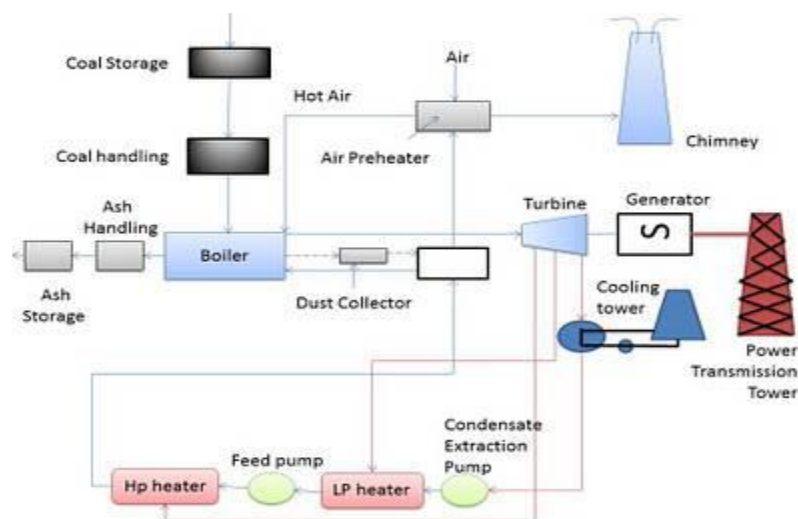 Coal Storage
Air
Hot Air
Coal handling
Air Preheater
Chimney
Ash
Handling
Turbine
Generator
Boiler
Ash
Storage
Dust Collector
Cooling
tower
Power
Transmission
Tower
Condensate
Extraction
Pump
Feed pump
Hp heater
LP heater